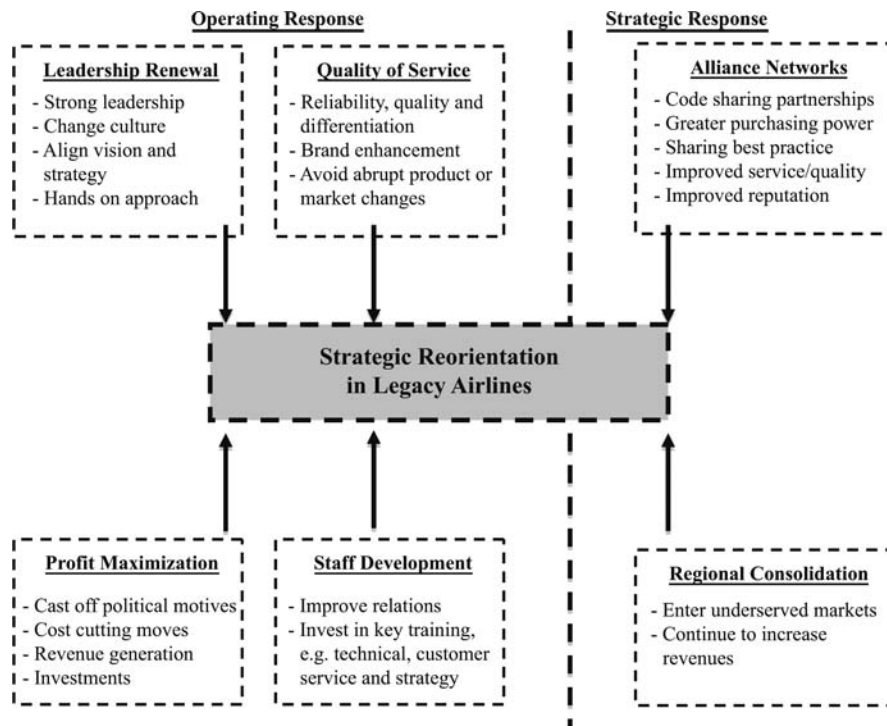 Operating Response
Strategic Response
Leadership Renewal
- Strong leadership
- Change culture
- Align vision and
strategy
- Hands on approach
Quality of Service
- Reliability, quality and
differentiation
- Brand enhancement
- Avoid abrupt product or
market changes
Alliance Networks
- Code sharing partnerships
- Greater purchasing power
- Sharing best practice
- Improved service/quality
- Improved reputation
Strategic Reorientation
in Legacy Airlines
Profit Maximization
- Cast off political motives
- Cost cutting moves
- Revenue generation
- Investments
Staff Development
- Improve relations
- Invest in key training,
e.g. technical, customer
service and strategy
Regional Consolidation
- Enter underserved markets
- Continue to increase
revenues